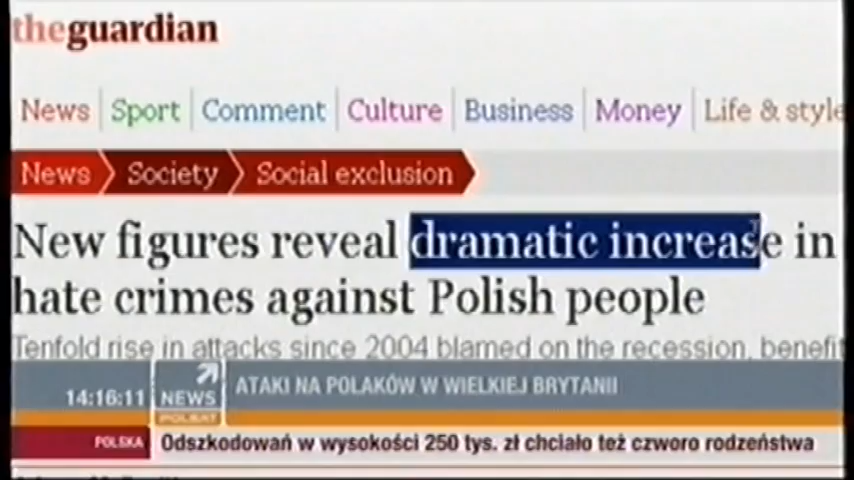 theguardian
News Sport Comment Culture Business Money Life & style
News Society Social exclusion
New figures reveal dramatic increase in
hate crimes against Polish people
Tenfold rise in attacks since 2004 blamed on the recession, benefit
14:16:11 NEWS ATAKI NA POLAKÓW W WIELKIEJ BRYTANII
POLSAT
POLSKA Odszkodowań w wysokości 250 tys. zł chciało też czworo rodzeństwa